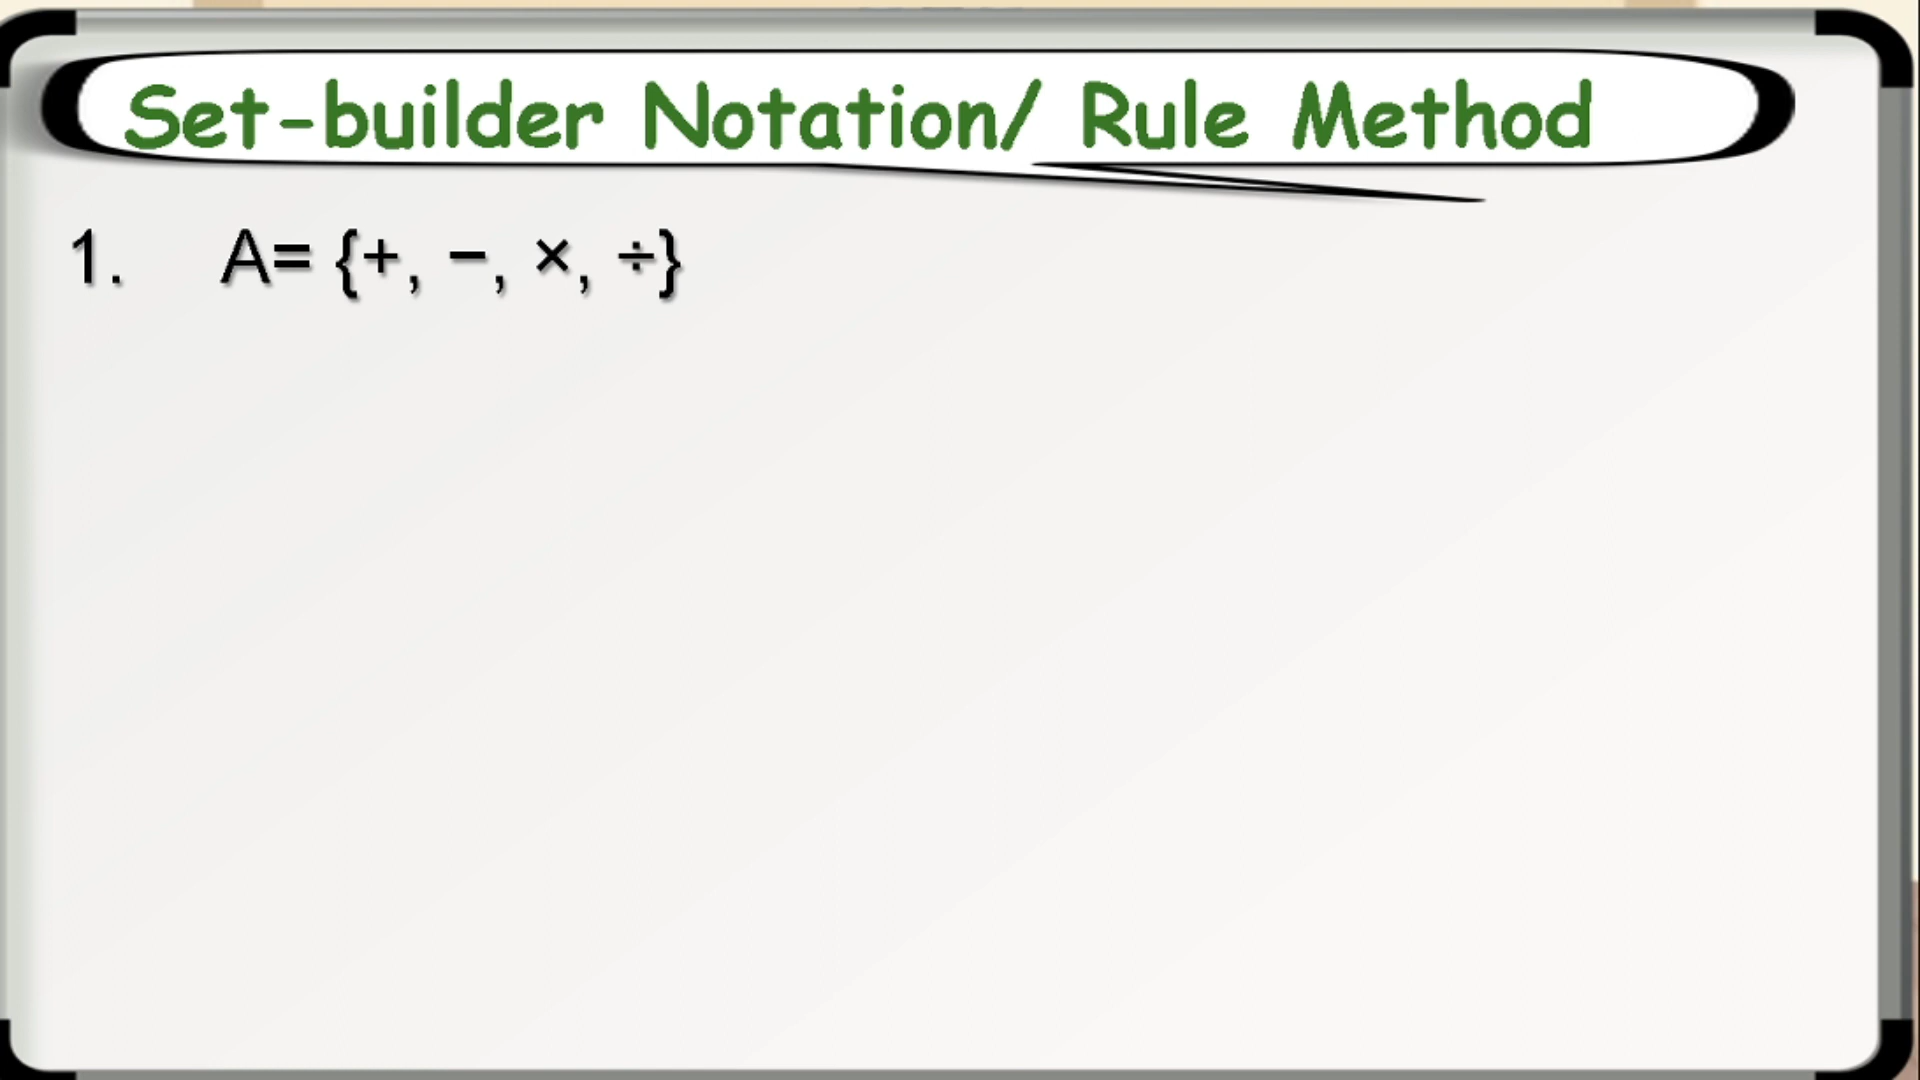 Set-builder Notation/ Rule Method
1. A= {+, −, ×, ÷}